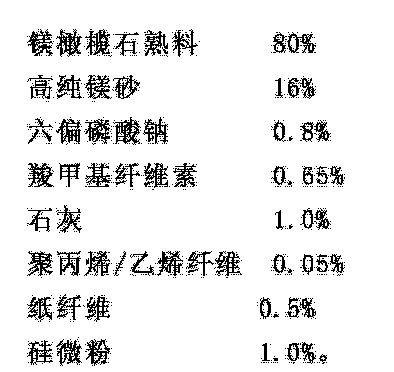 镁橄榄石熟料 80%
高纯镁砂 16%
六偏磷酸钠 0.8%
羧甲基纤维素 0.65%
石灰 1.0%
聚丙烯/乙烯纤维 0.05%
纸纤维 0.5%
硅微粉 1.0%。